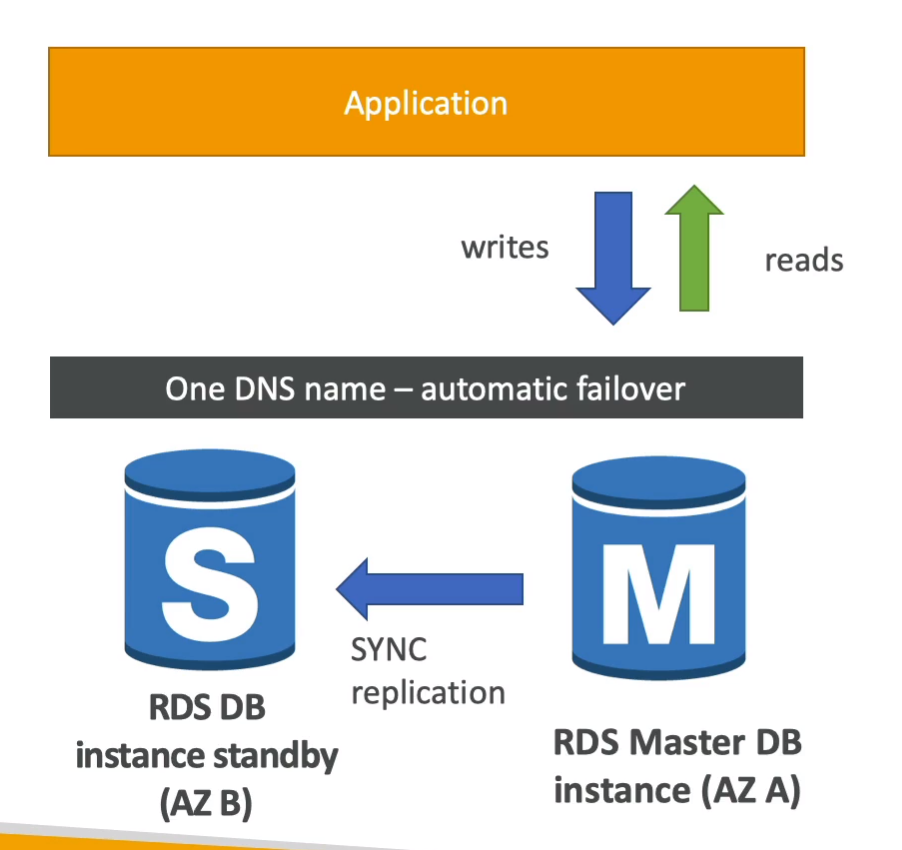 Application
writes
reads
One DNS name – automatic failover
S
M
SYNC
replication
RDS DB
instance standby
(AZ B)
RDS Master DB
instance (AZ A)